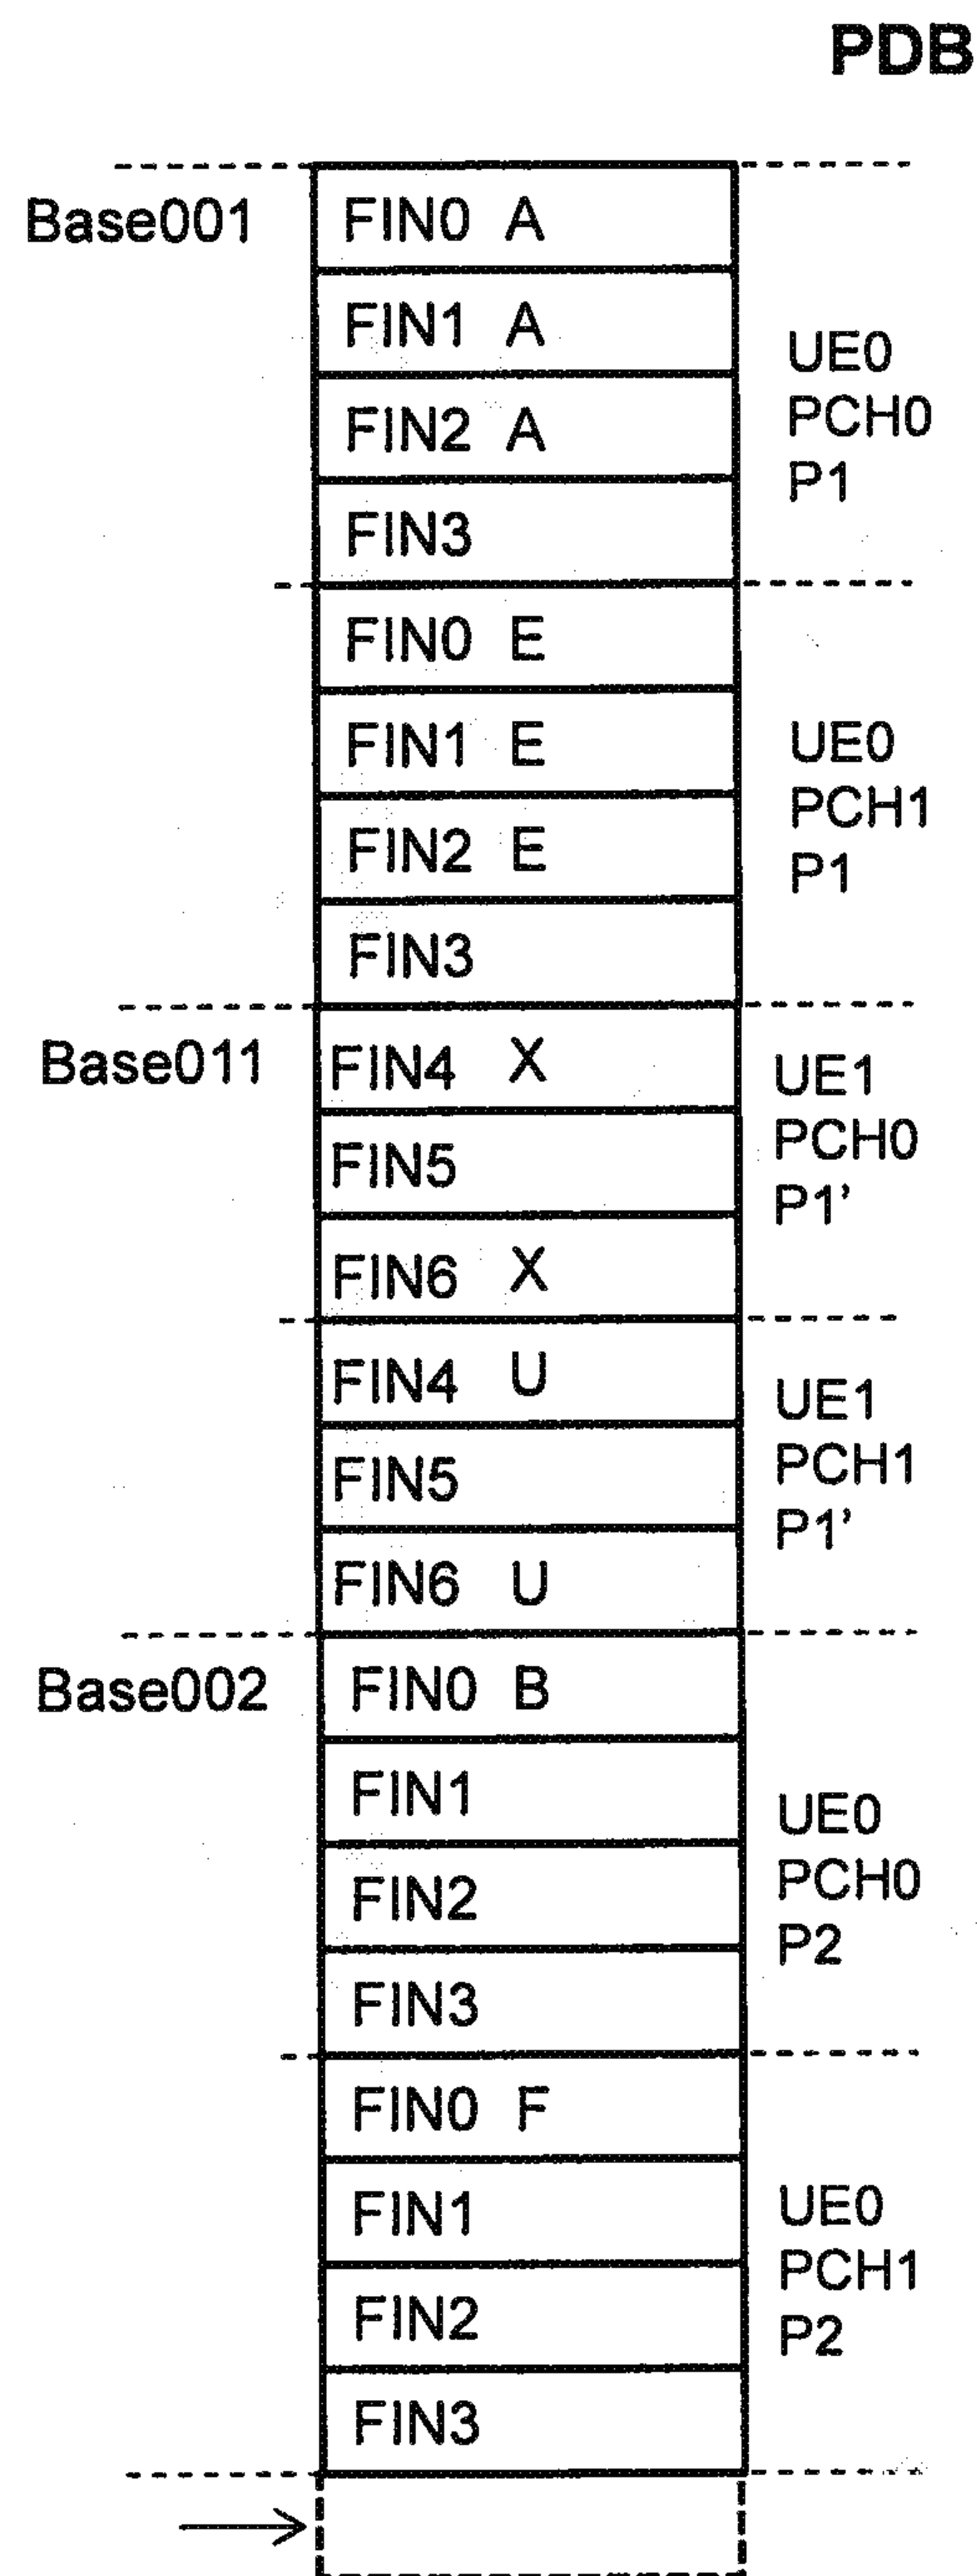 PDB
Base001 FIN0 A
FIN1 A
UE0
FIN2 A
PCH0
P1
FIN3
FIN0 E
FIN1 E
UE0
PCH1
FIN2 E
P1
FIN3
Base011 FIN4 X
UE1
PCH0
FIN5
P1'
FIN6 X
FIN4 U
UE1
PCH1
FIN5
P1'
FIN6 U
Base002 FIN0 B
FIN1
UE0
PCH0
FIN2
P2
FIN3
FIN0 F
FIN1
UE0
PCH1
FIN2
P2
FIN3